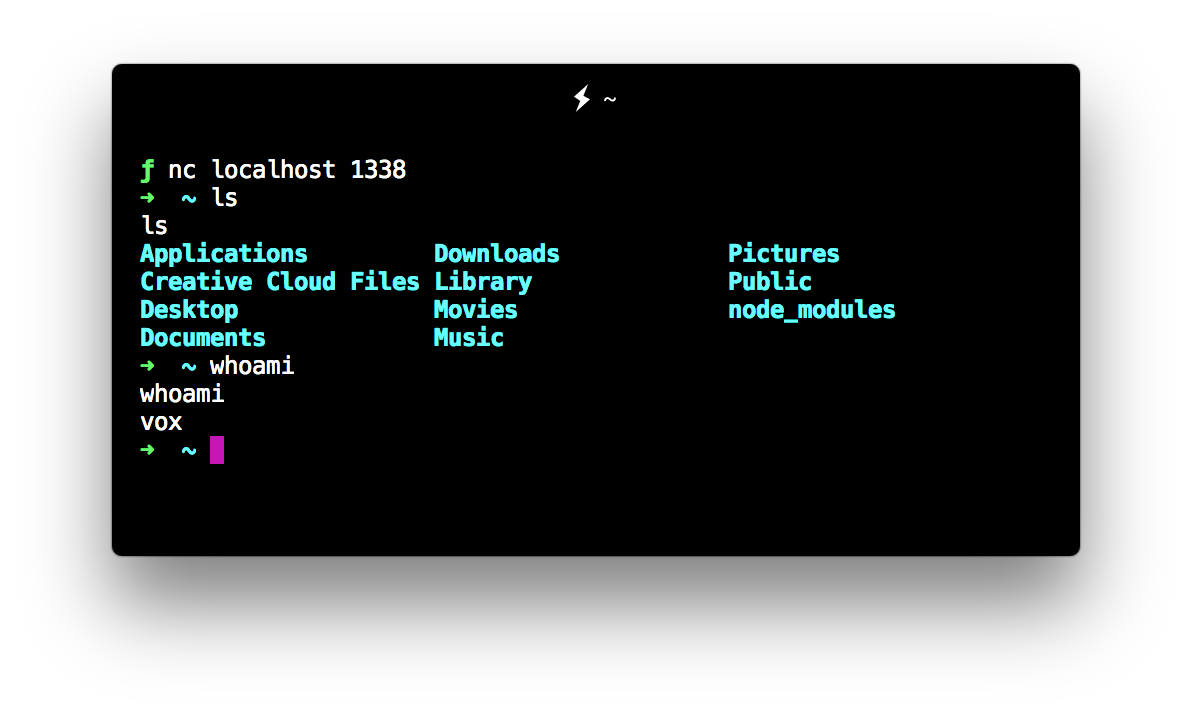 ⚡ ~
ƒ nc localhost 1338
➜  ~ ls
ls
Applications Downloads Pictures
Creative Cloud Files Library Public
Desktop Movies node_modules
Documents Music
➜  ~ whoami
whoami
vox
➜  ~